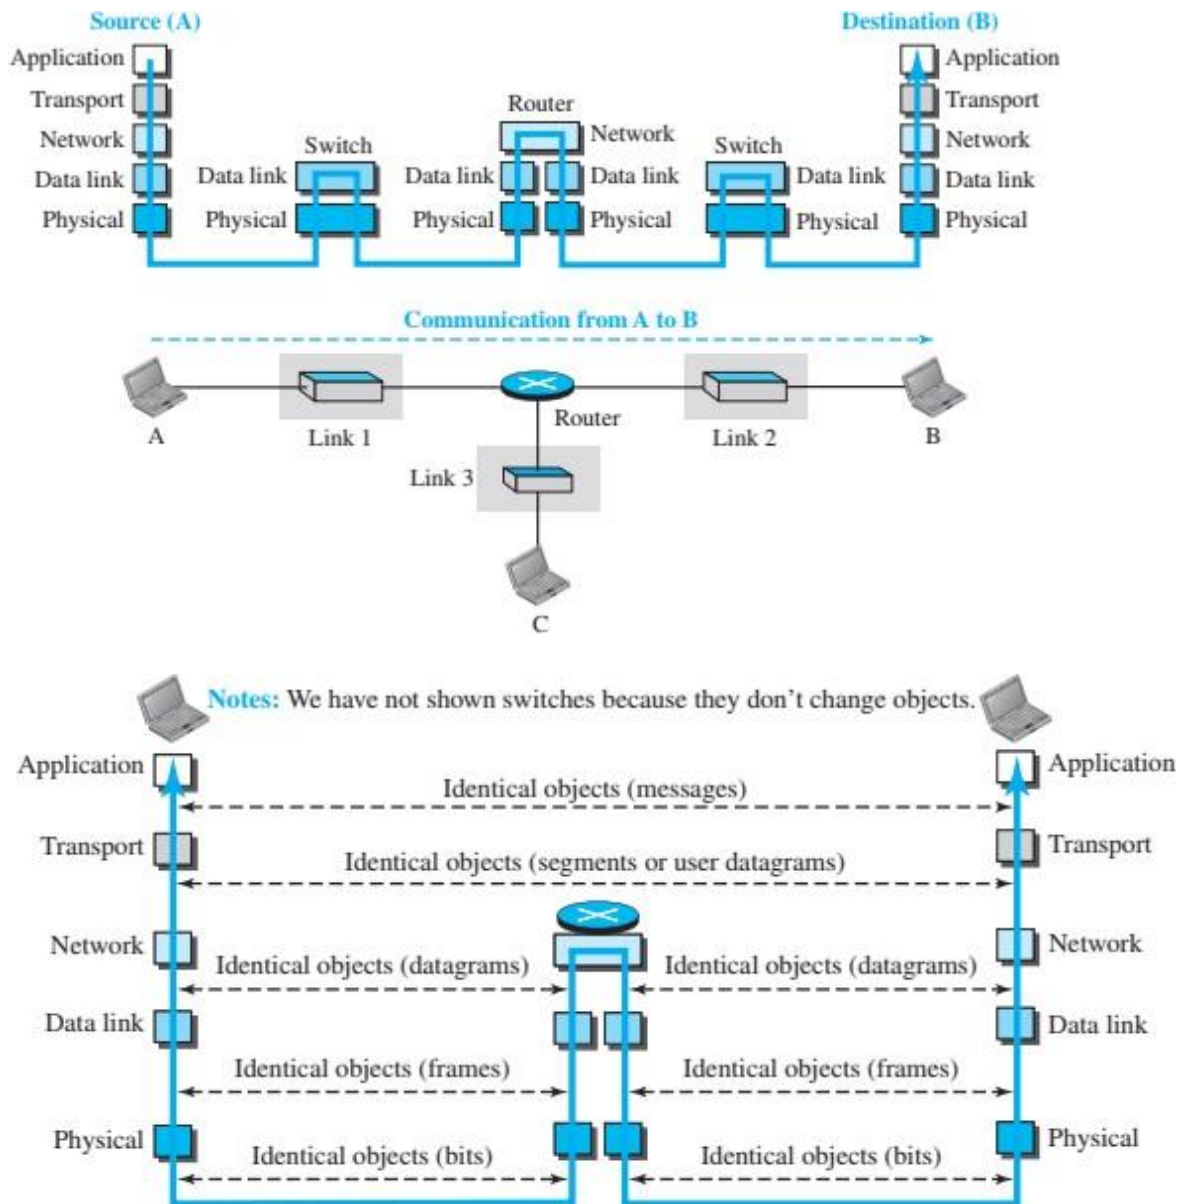 Source (A)
Destination (B)
Application
Application
Transport
Transport
Router
Network
Network
Network
Switch
Switch
Data link
Data link
Data link
Data link
Data link
Data link
Physical
Physical
Physical
Physical
Physical
Physical
Communication from A to B
A
Link 1
Router
Link 2
B
Link 3
C
Notes: We have not shown switches because they don't change objects.
Application
Application
Identical objects (messages)
Transport
Transport
Identical objects (segments or user datagrams)
Network
Network
Identical objects (datagrams)
Identical objects (datagrams)
Data link
Data link
Identical objects (frames)
Identical objects (frames)
Physical
Physical
Identical objects (bits)
Identical objects (bits)